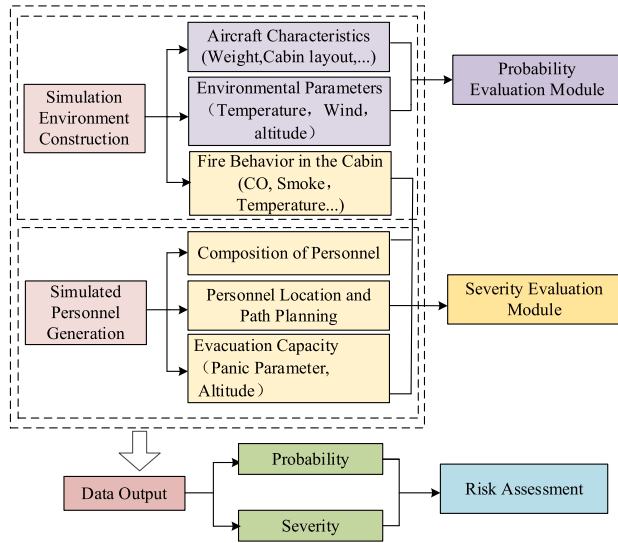 Aircraft Characteristics
(Weight,Cabin layout,...)
Simulation
Environment
Construction
Environmental Parameters
（Temperature，Wind，
altitude）
Probability
Evaluation Module
Fire Behavior in the Cabin
(CO, Smoke，
Temperature...)
Composition of Personnel
Simulated
Personnel
Generation
Personnel Location and
Path Planning
Severity Evaluation
Module
Evacuation Capacity
（Panic Parameter,
Altitude）
Data Output
Probability
Severity
Risk Assessment